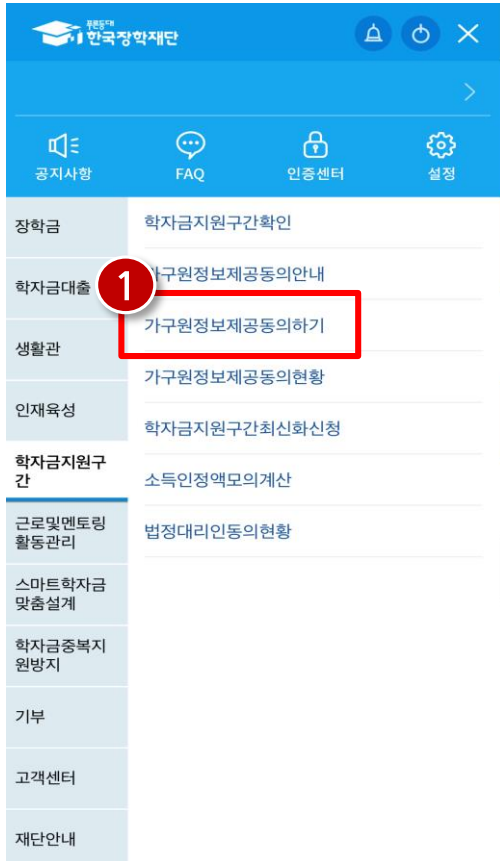 푸른등대
한국장학재단
공지사항
FAQ
인증센터
설정
장학금
학자금대출
생활관
인재육성
학자금지원구
간
근로및멘토링
활동관리
스마트학자금
맞춤설계
학자금중복지
원방지
기부
고객센터
재단안내
학자금지원구간확인
1
구원정보제공동의안내
가구원정보제공동의하기
가구원정보제공동의현황
학자금지원구간최신화신청
소득인정액모의계산
법정대리인동의현황